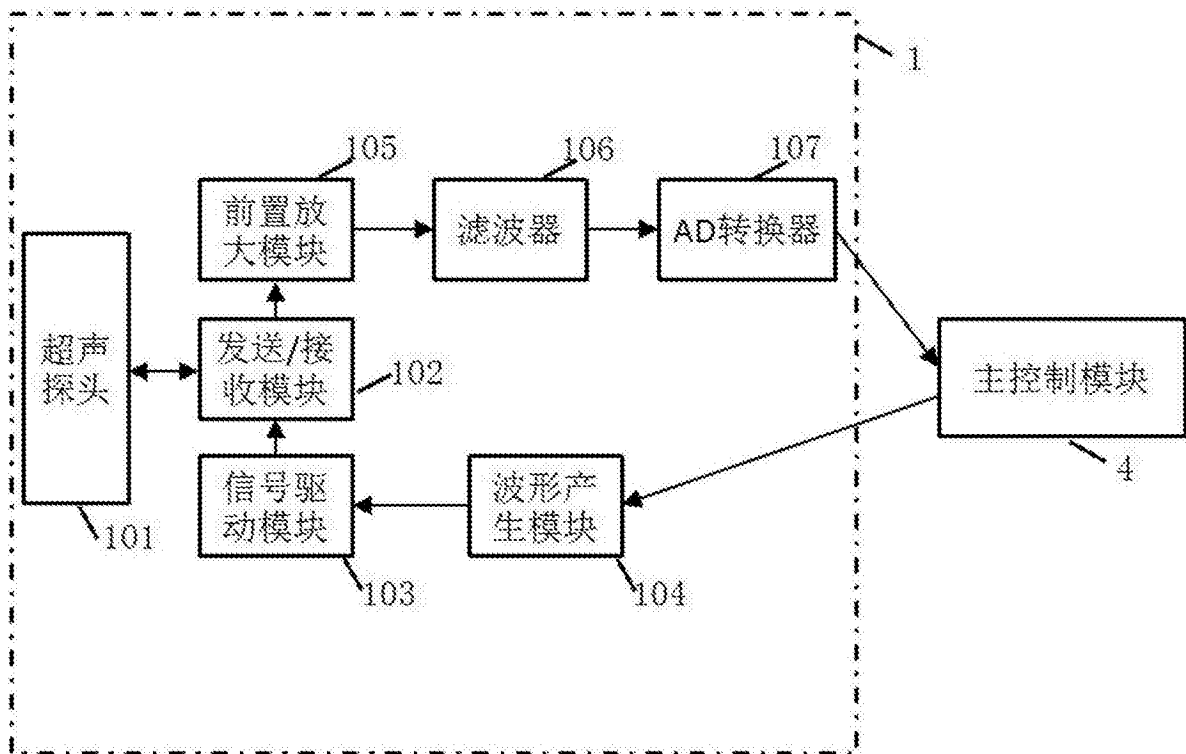 1
105
106
107
前置放
大模块
滤波器
AD转换器
超声
探头
发送/接
收模块
102
主控制模块
4
信号驱
动模块
波形产
生模块
101
103
104